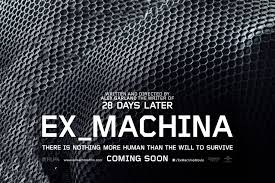 WRITTEN AND DIRECTED BY
ALEX GARLAND THE WRITER OF
28 DAYS LATER
EX_MACHINA
THERE IS NOTHING MORE HUMAN THAN THE WILL TO SURVIVE
COMING SOON